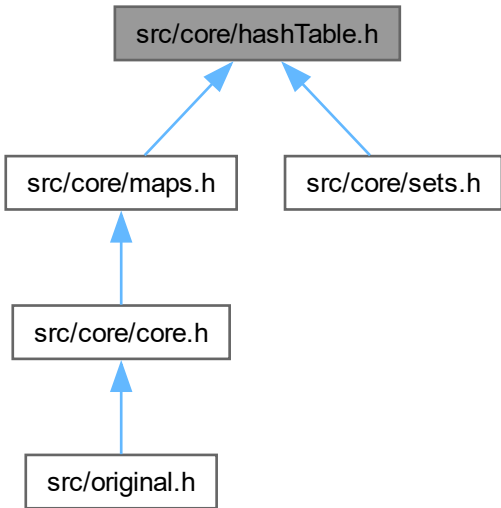 src/core/hashTable.h
src/core/maps.h
src/core/sets.h
src/core/core.h
src/original.h